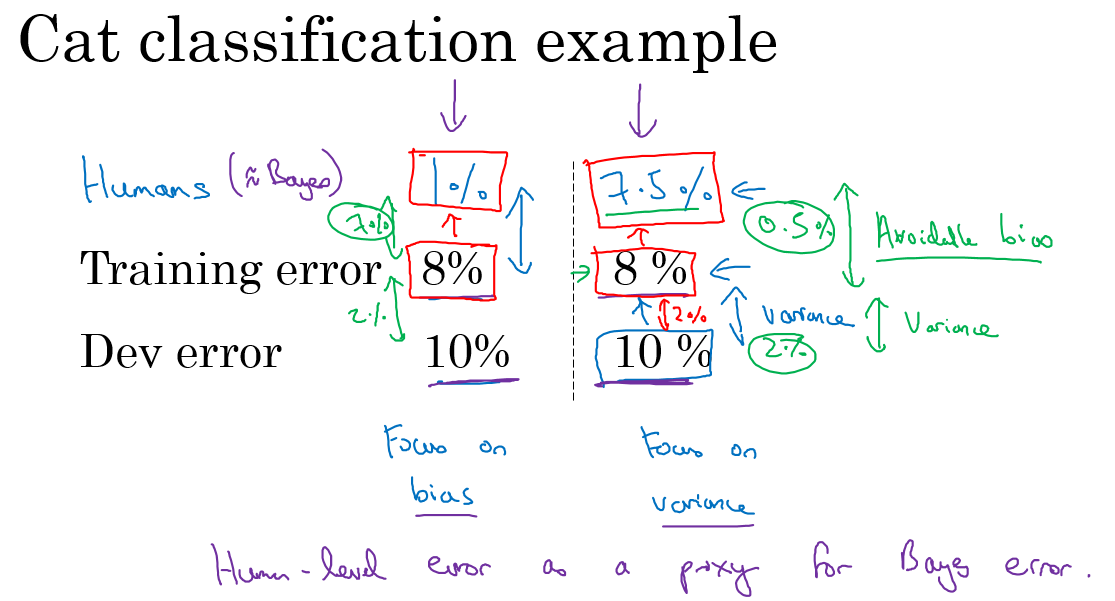 Cat classification example
Humans (≈ Bayes) 1% 7.5%
7% 0.5% Avoidable bias
Training error 8% 8 %
2% 2% Variance Variance
Dev error 10% 10 % 2%
Focus on Focus on
bias variance
Human-level error as a proxy for Bayes error.